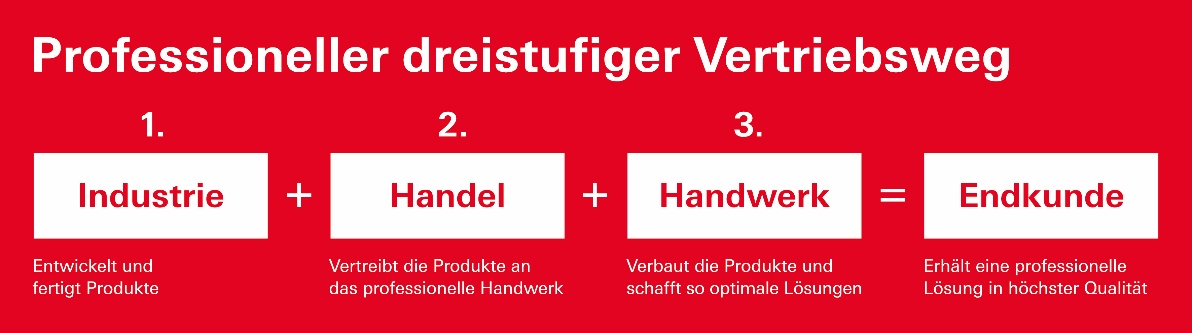 Professioneller dreistufiger Vertriebsweg
1.
2.
3.
Industrie + Handel + Handwerk = Endkunde
Entwickelt und
fertigt Produkte
Vertreibt die Produkte an
das professionelle Handwerk
Verbaut die Produkte und
schafft so optimale Lösungen
Erhält eine professionelle
Lösung in höchster Qualität